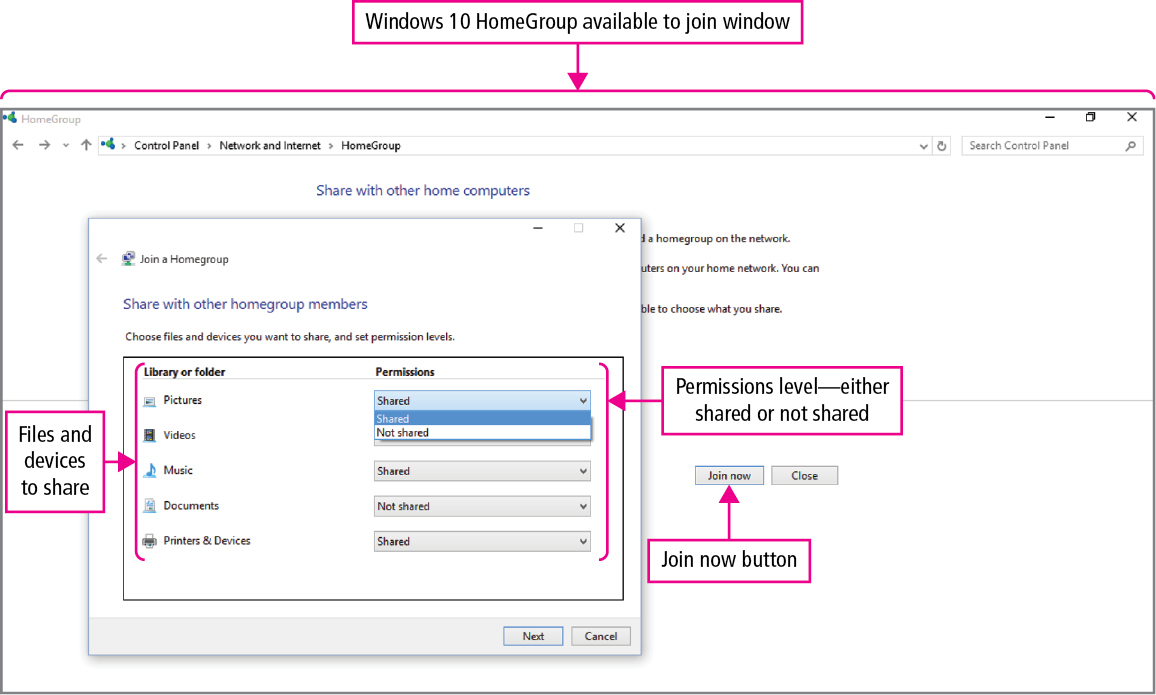 Windows 10 HomeGroup available to join window
HomeGroup
Control Panel › Network and Internet › HomeGroup
Search Control Panel
Share with other home computers
d a homegroup on the network.
Join a Homegroup
uters on your home network. You can
Share with other homegroup members
ble to choose what you share.
Choose files and devices you want to share, and set permission levels.
Library or folder Permissions
Pictures Shared
Shared
Not shared
Videos
Music Shared
Documents Not shared
Printers & Devices Shared
Next Cancel
Files and
devices
to share
Permissions level—either
shared or not shared
Join now Close
Join now button